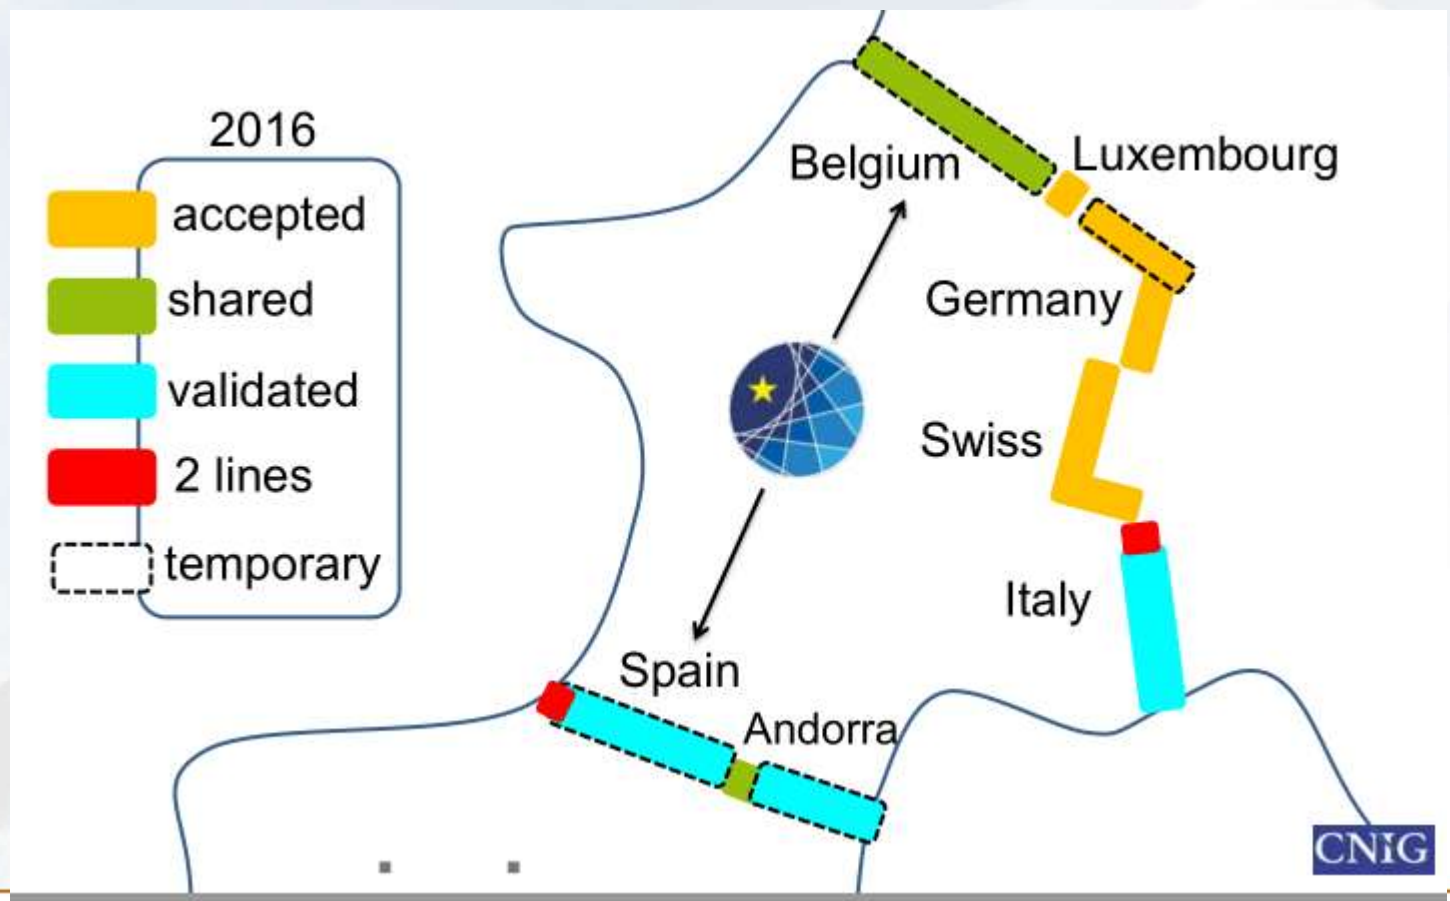 2016
accepted
shared
validated
2 lines
temporary
Belgium
Luxembourg
Germany
Swiss
Italy
Spain
Andorra
CNiG